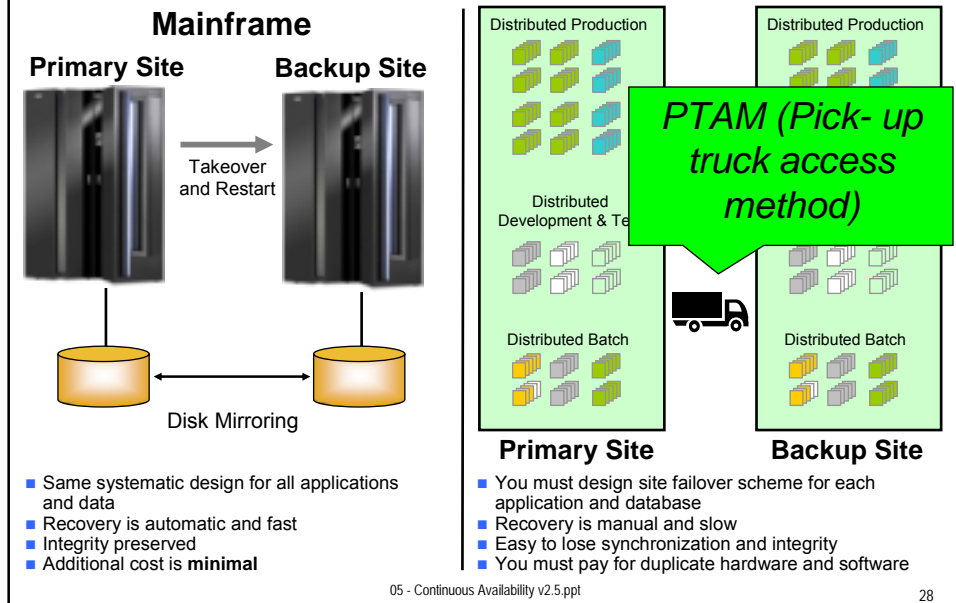 Mainframe
Primary Site
Backup Site
Takeover
and Restart
Disk Mirroring
Same systematic design for all applications
and data
Recovery is automatic and fast
Integrity preserved
Additional cost is minimal
Distributed Production
Distributed
Development & Te
Distributed Batch
Primary Site
Distributed Production
PTAM (Pick- up
truck access
method)
Distributed Batch
Backup Site
You must design site failover scheme for each
application and database
Recovery is manual and slow
Easy to lose synchronization and integrity
You must pay for duplicate hardware and software
05 - Continuous Availability v2.5.ppt
28